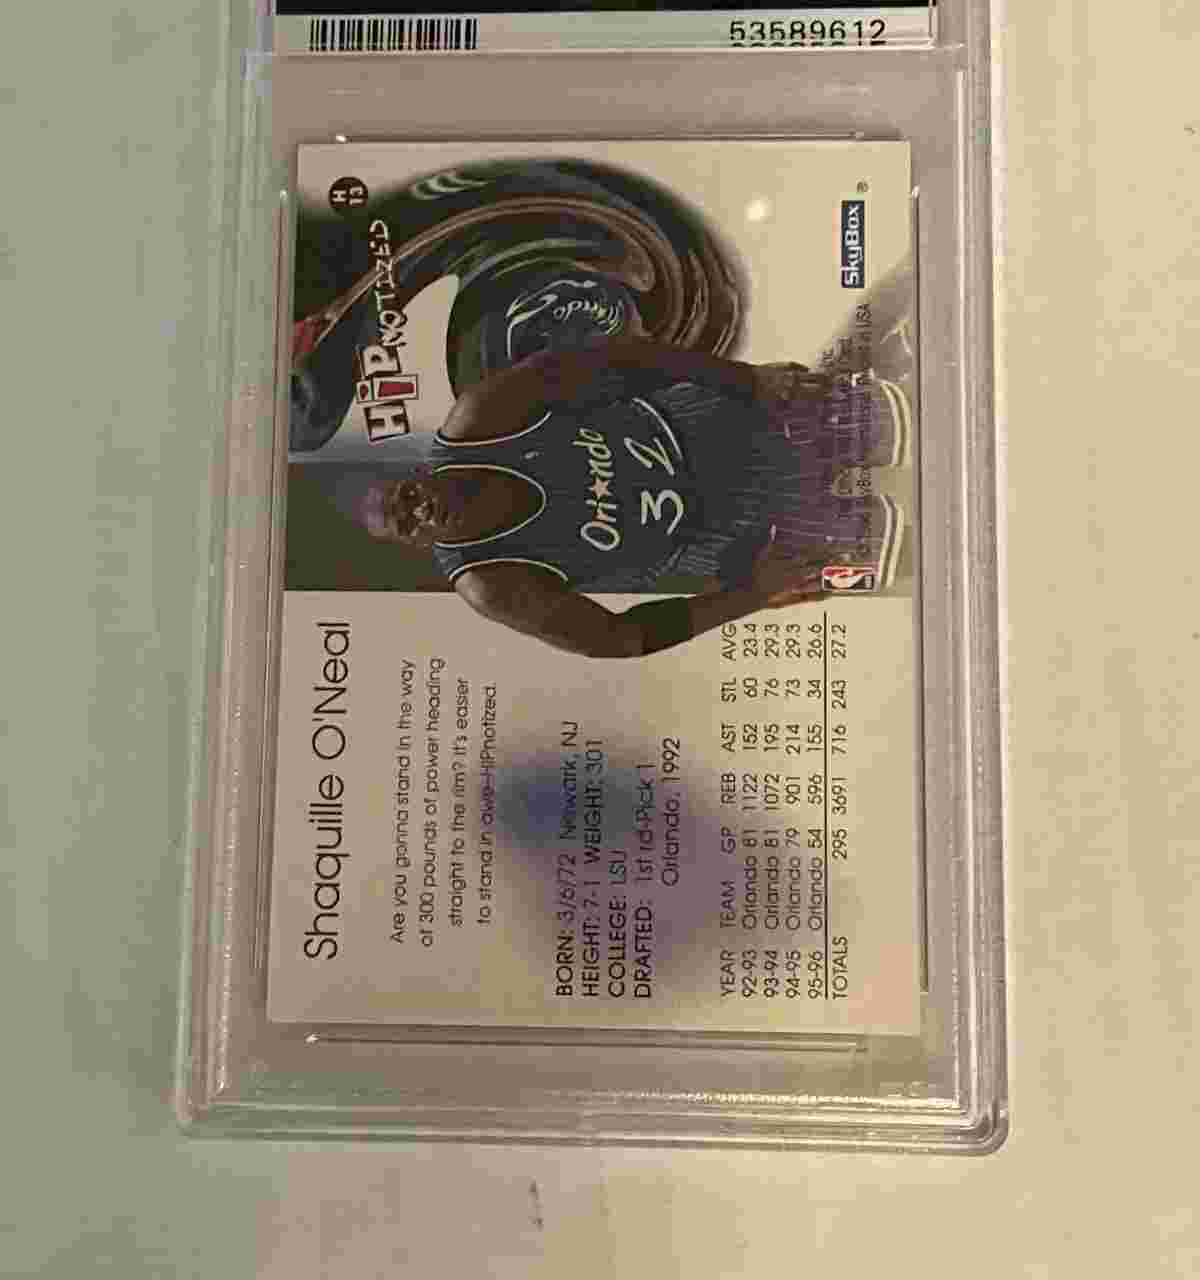 53589612
H
13
HIPNOTIZED
SkyBox
®
Orlando
32
Shaquille O'Neal
Are you gonna stand in the way
of 300 pounds of power heading
straight to the rim? It's easier
to stand in awe–HIPnotized.
BORN: 3/6/72 Newark, NJ
HEIGHT: 7-1 WEIGHT: 301
COLLEGE: LSU
DRAFTED: 1st rd-Pick 1
Orlando, 1992
YEAR TEAM GP REB AST STL AVG
92-93 Orlando 81 1122 152 60 23.4
93-94 Orlando 81 1072 195 76 29.3
94-95 Orlando 79 901 214 73 29.3
95-96 Orlando 54 596 155 34 26.6
TOTALS 295 3691 716 243 27.2